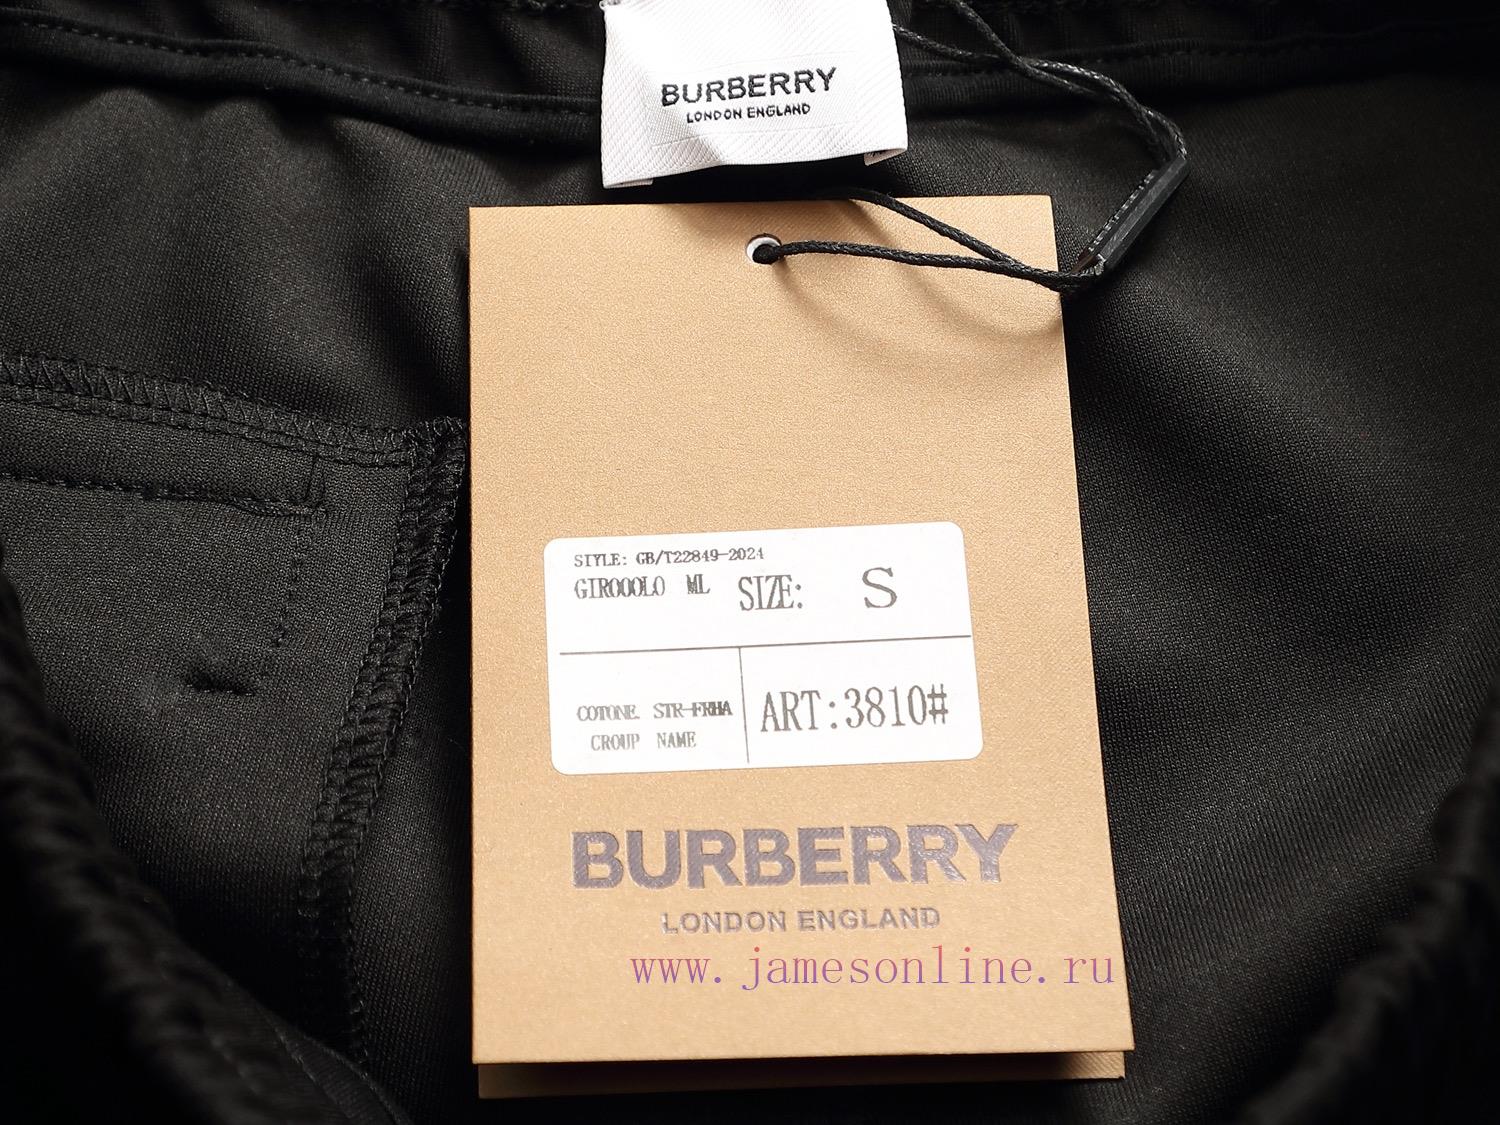 BURBERRY
LONDON ENGLAND
STYLE: GB/T22849-2024
GIROOOLO ML SIZE: S
COTONE. STR-FRHA
CROUP NAME
ART:3810#
BURBERRY
LONDON ENGLAND
www.jamesonline.ru